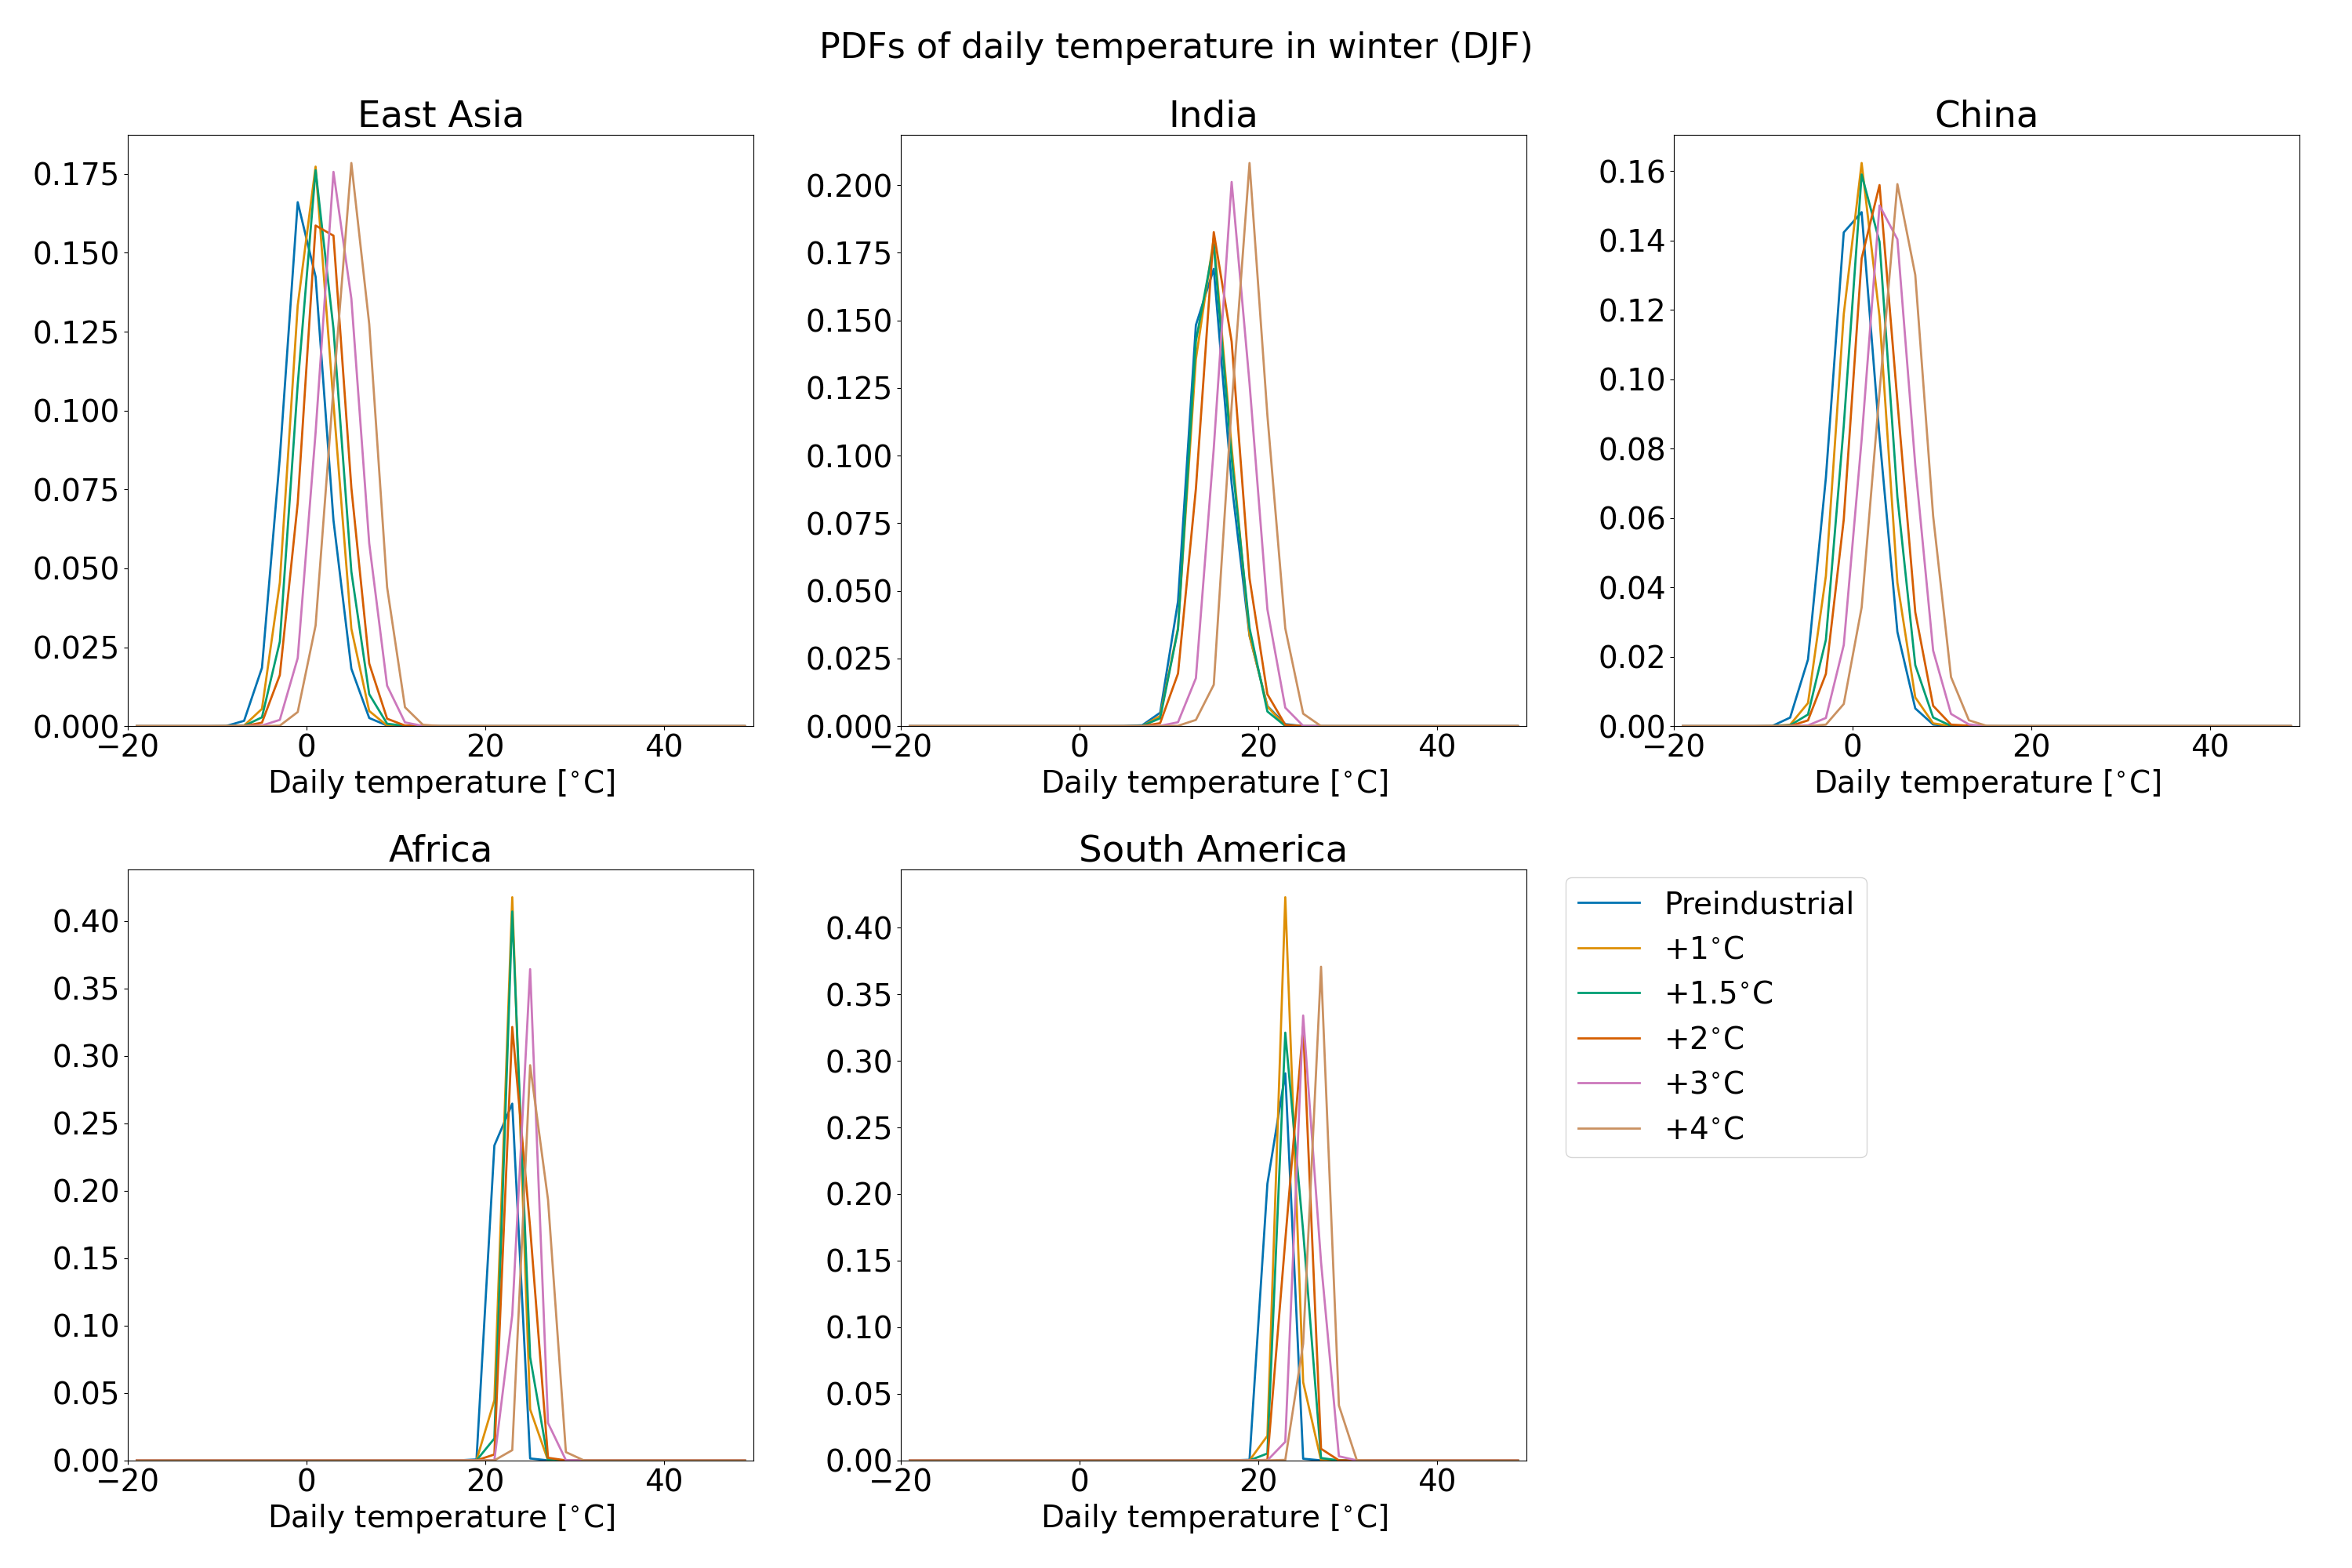 PDFs of daily temperature in winter (DJF)
East Asia
0.175
0.150
0.125
0.100
0.075
0.050
0.025
0.000
−20 0 20 40
Daily temperature [°C]
India
0.200
0.175
0.150
0.125
0.100
0.075
0.050
0.025
0.000
−20 0 20 40
Daily temperature [°C]
China
0.16
0.14
0.12
0.10
0.08
0.06
0.04
0.02
0.00
−20 0 20 40
Daily temperature [°C]
Africa
0.40
0.35
0.30
0.25
0.20
0.15
0.10
0.05
0.00
−20 0 20 40
Daily temperature [°C]
South America
0.40
0.35
0.30
0.25
0.20
0.15
0.10
0.05
0.00
−20 0 20 40
Daily temperature [°C]
Preindustrial
+1°C
+1.5°C
+2°C
+3°C
+4°C